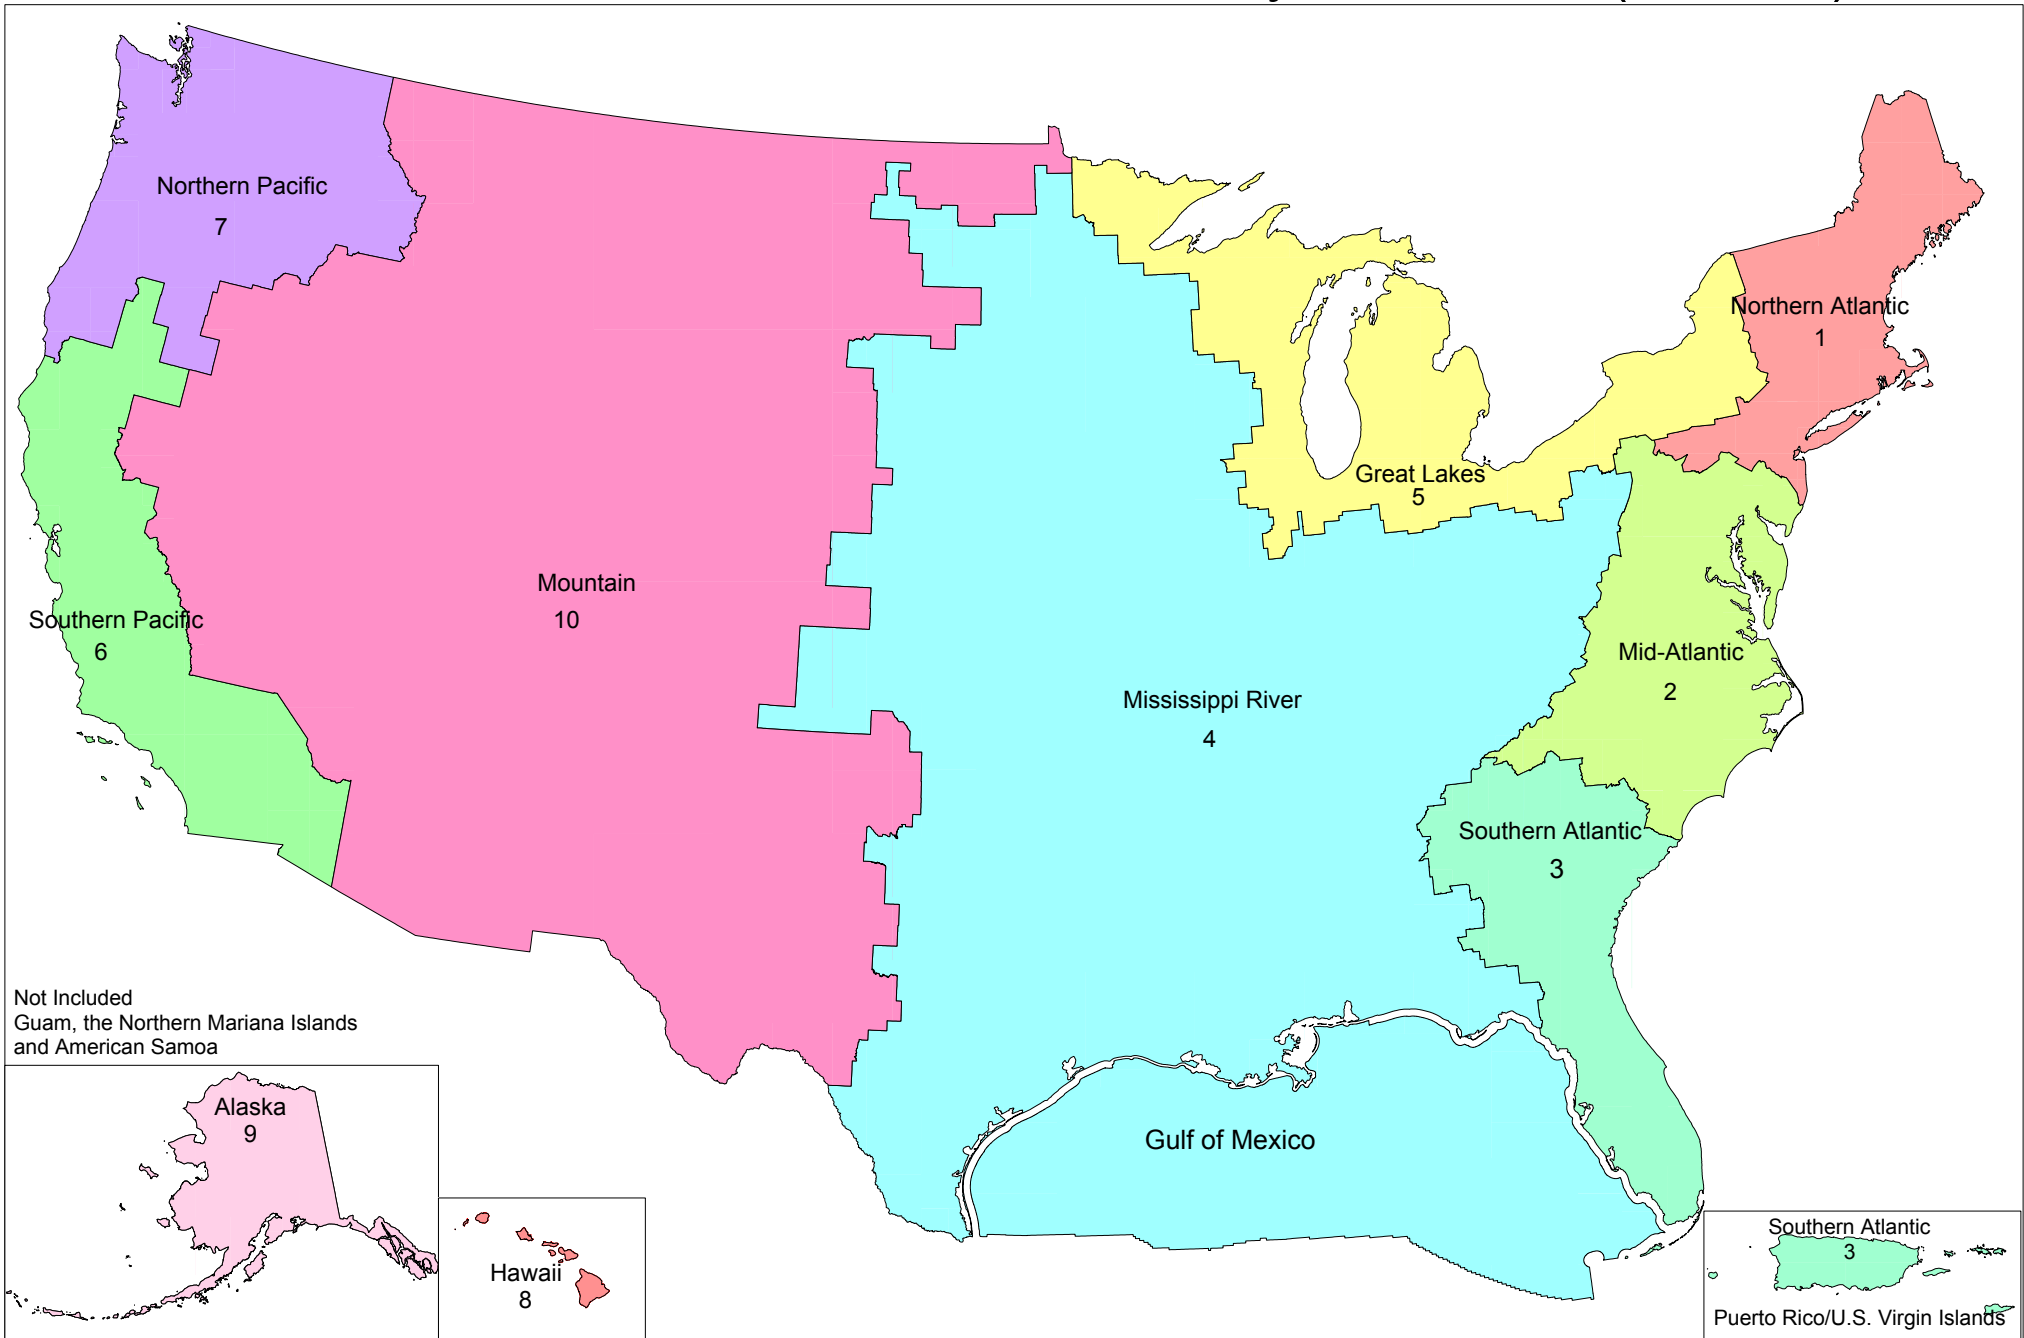 Northern Pacific
7
Northern Atlantic
1
Great Lakes
5
Mountain
10
Southern Pacific
6
Mid-Atlantic
2
Mississippi River
4
Southern Atlantic
3
Not Included
Guam, the Northern Mariana Islands
and American Samoa
Alaska
9
Gulf of Mexico
Hawaii
8
Southern Atlantic
3
Puerto Rico/U.S. Virgin Islands